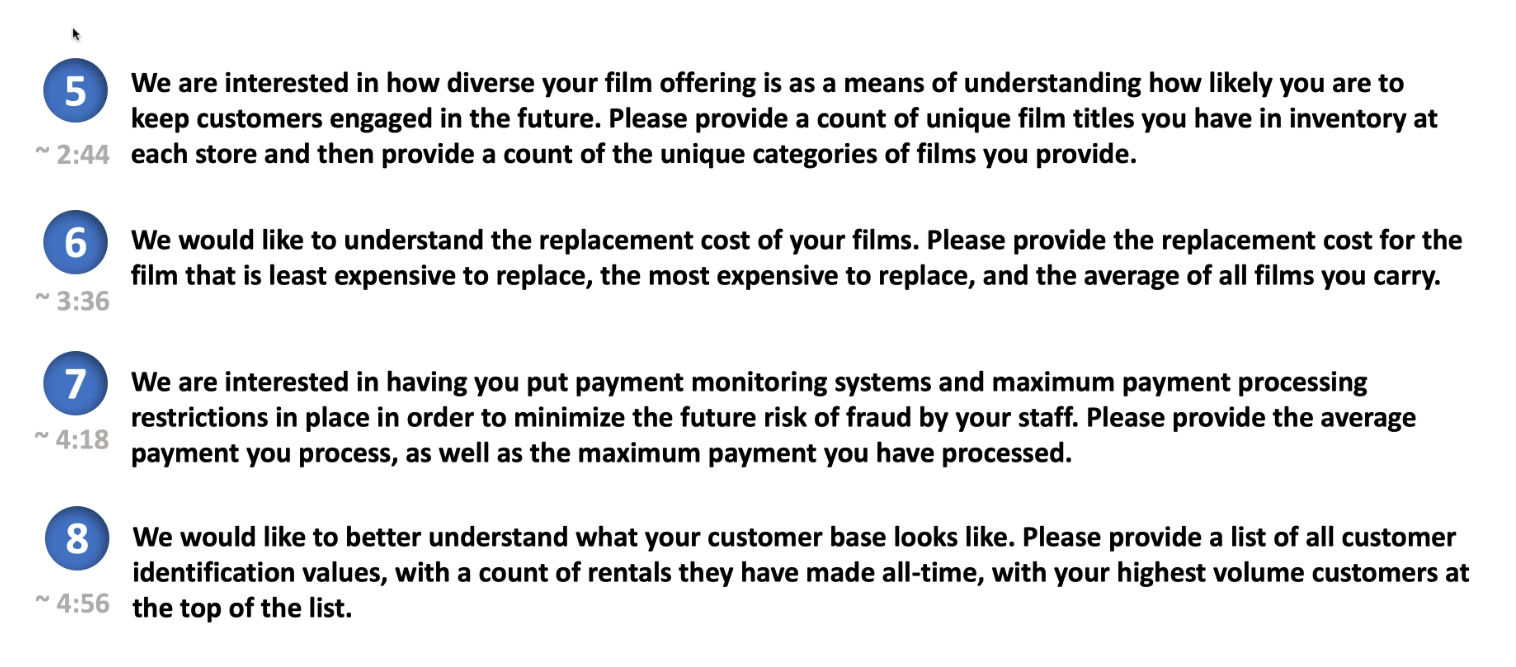 5
We are interested in how diverse your film offering is as a means of understanding how likely you are to
keep customers engaged in the future. Please provide a count of unique film titles you have in inventory at
~ 2:44
each store and then provide a count of the unique categories of films you provide.
6
We would like to understand the replacement cost of your films. Please provide the replacement cost for the
film that is least expensive to replace, the most expensive to replace, and the average of all films you carry.
~ 3:36
7
We are interested in having you put payment monitoring systems and maximum payment processing
restrictions in place in order to minimize the future risk of fraud by your staff. Please provide the average
~ 4:18
payment you process, as well as the maximum payment you have processed.
8
We would like to better understand what your customer base looks like. Please provide a list of all customer
identification values, with a count of rentals they have made all-time, with your highest volume customers at
~ 4:56
the top of the list.